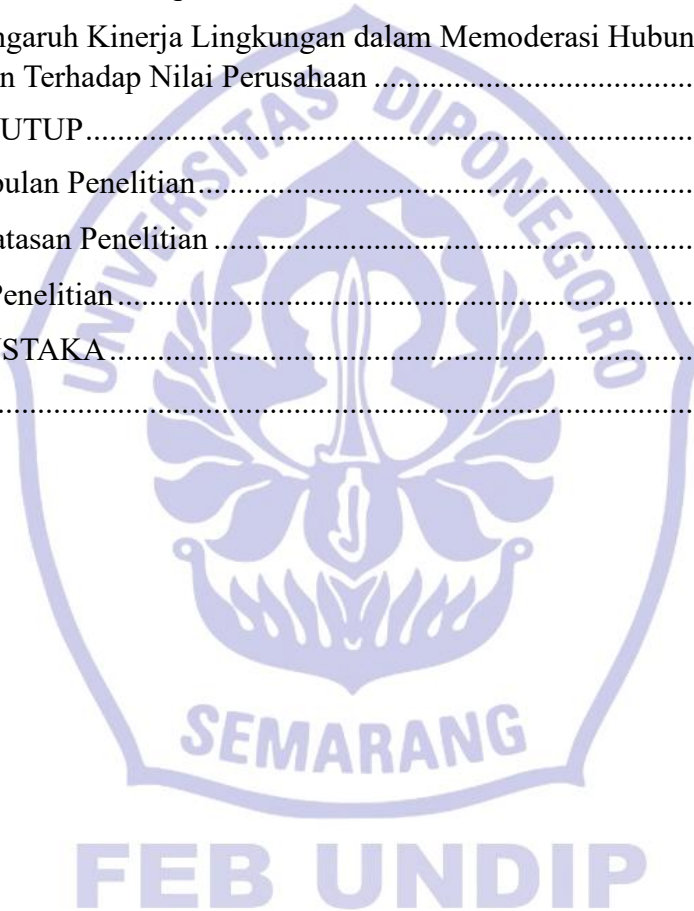 ngaruh Kinerja Lingkungan dalam Memoderasi Hubun
n Terhadap Nilai Perusahaan ........................................................
UTUP..............................................................................................................
pulan Penelitian..........................................................................................
atasan Penelitian ........................................................................................
Penelitian......................................................................................................
STAKA..........................................................................................................
........................................................................................................................
UNIVERSITAS DIPONEGORO
SEMARANG
FEB UNDIP